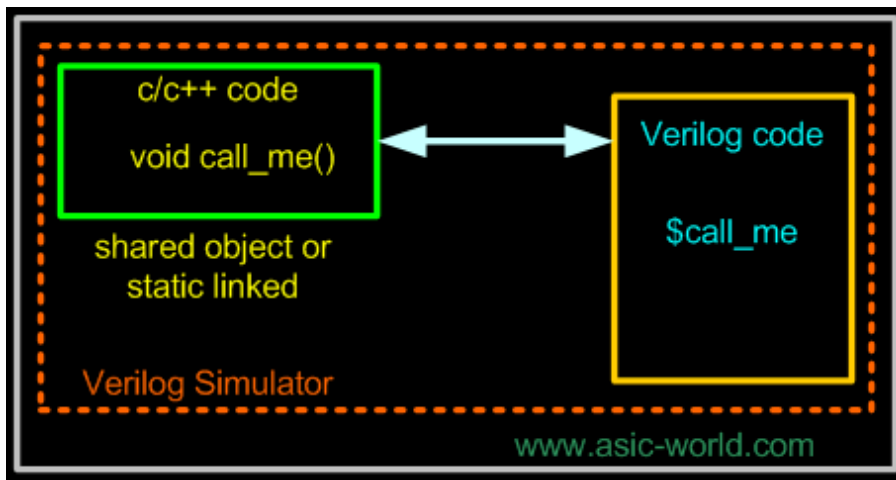 c/c++ code
void call_me()
shared object or
static linked
Verilog code
$call_me
Verilog Simulator
www.asic-world.com